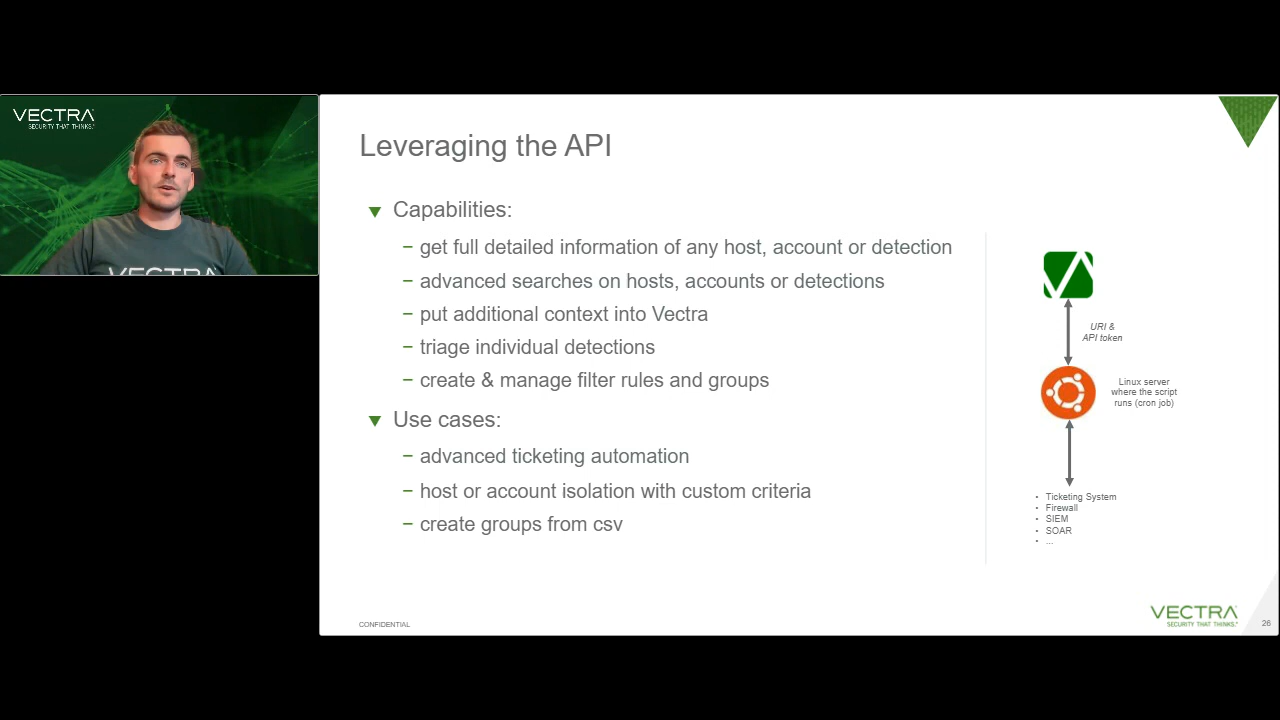 VECTRA
SECURITY THAT THINKS.
VECTRA
Leveraging the API
Capabilities:
– get full detailed information of any host, account or detection
– advanced searches on hosts, accounts or detections
– put additional context into Vectra
– triage individual detections
– create & manage filter rules and groups
Use cases:
– advanced ticketing automation
– host or account isolation with custom criteria
– create groups from csv
URI &
API token
Linux server
where the script
runs (cron job)
• Ticketing System
• Firewall
• SIEM
• SOAR
• ...
CONFIDENTIAL
VECTRA
SECURITY THAT THINKS.
26